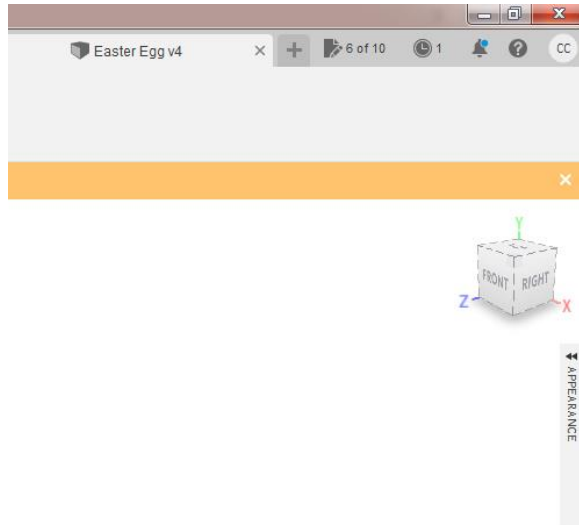 Easter Egg v4
6 of 10
1
CC
Y
FRONT
RIGHT
Z
X
APPEARANCE